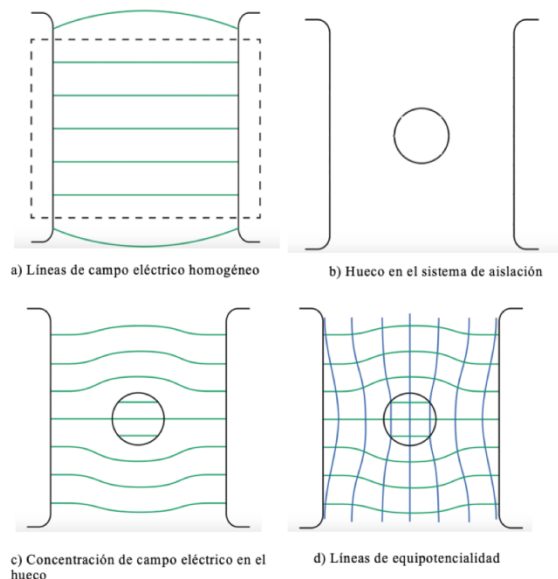 a) Líneas de campo eléctrico homogéneo
b) Hueco en el sistema de aislación
c) Concentración de campo eléctrico en el
hueco
d) Líneas de equipotencialidad